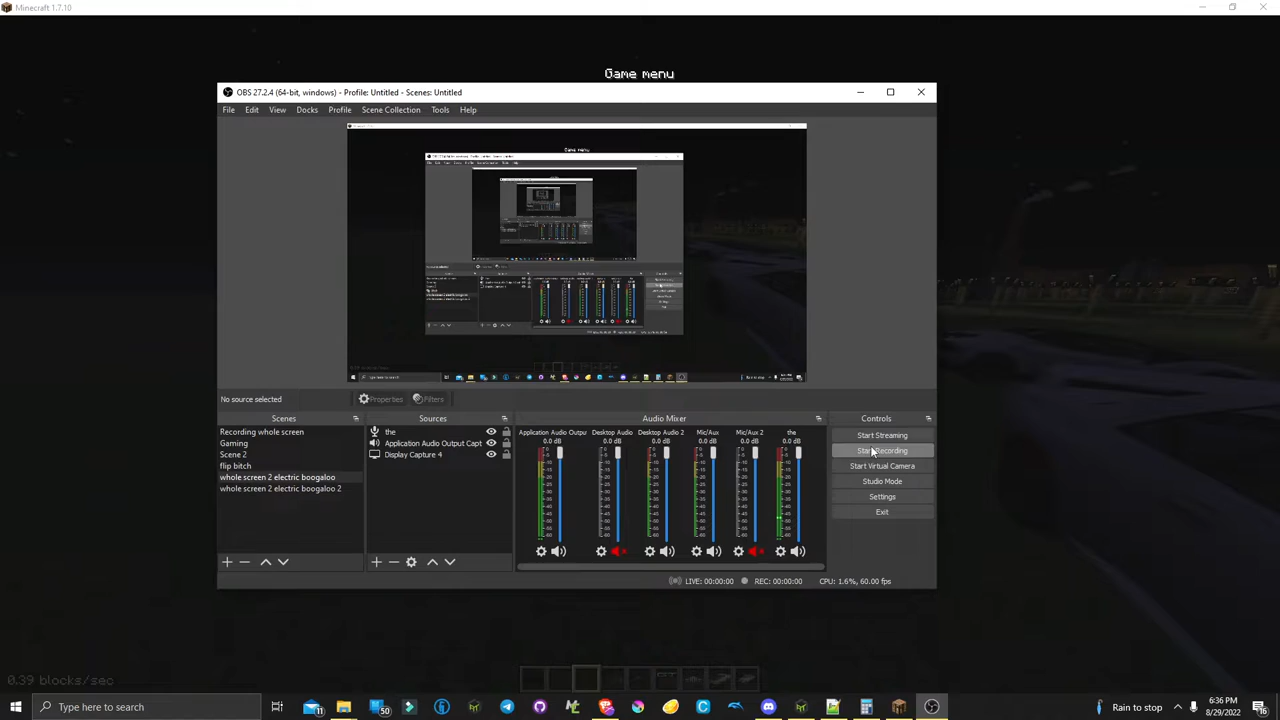 Minecraft 1.7.10
Game menu
OBS 27.2.4 (64-bit, windows) - Profile: Untitled - Scenes: Untitled
File Edit View Docks Profile Scene Collection Tools Help
No source selected
Properties Filters
Scenes
Recording whole screen
Gaming
Scene 2
flip bitch
whole screen 2 electric boogaloo
whole screen 2 electric boogaloo 2
Sources
the
Application Audio Output Capt
Display Capture 4
Audio Mixer
Application Audio Outpu Desktop Audio Desktop Audio 2 Mic/Aux Mic/Aux 2 the
0.0 dB 0.0 dB 0.0 dB 0.0 dB 0.0 dB 0.0 dB
Controls
Start Streaming
Start Recording
Start Virtual Camera
Studio Mode
Settings
Exit
LIVE: 00:00:00 REC: 00:00:00 CPU: 1.6%, 60.00 fps
0.39 blocks/sec
Type here to search
11
50
Rain to stop
6:36 PM
8/29/2022
16